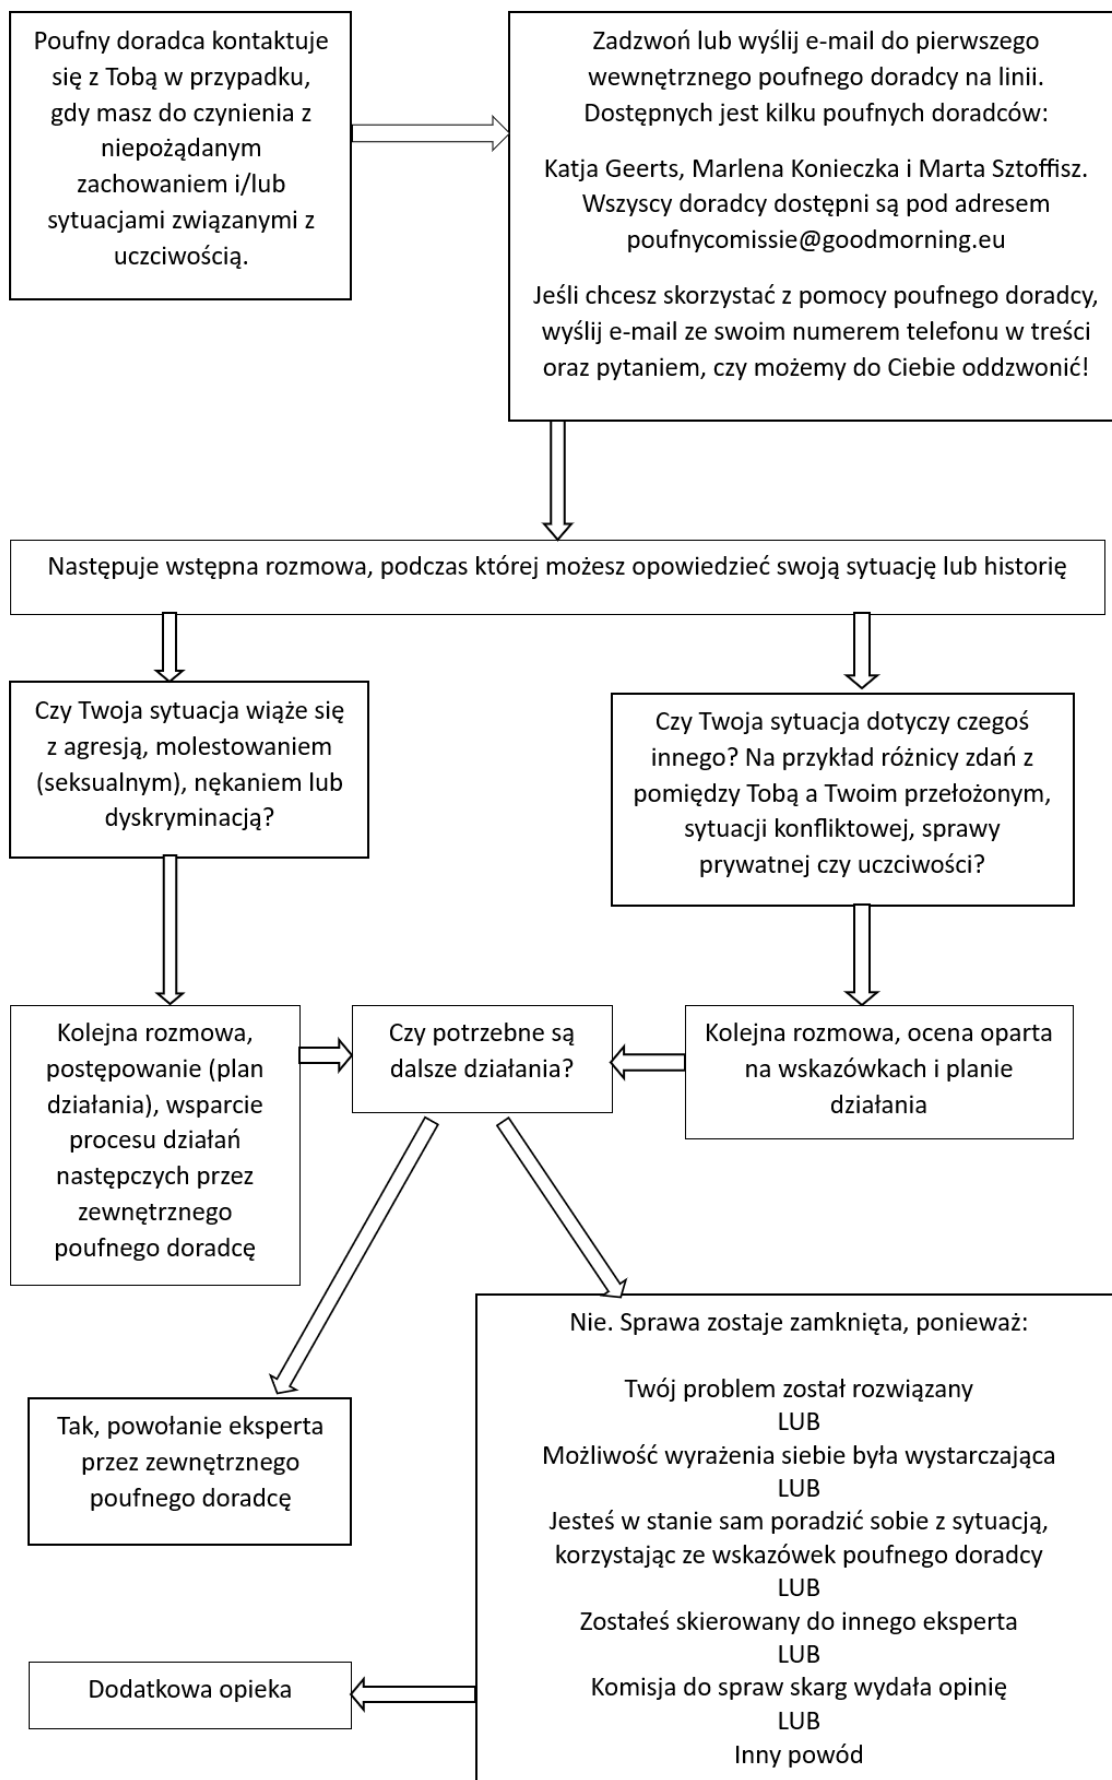 Poufny doradca kontaktuje
się z Tobą w przypadku,
gdy masz do czynienia z
niepożądanym
zachowaniem i/lub
sytuacjami związanymi z
uczciwością.
Zadzwoń lub wyślij e-mail do pierwszego
wewnętrznego poufnego doradcy na linii.
Dostępnych jest kilku poufnych doradców:
Katja Geerts, Marlena Konieczka i Marta Sztoffisz.
Wszyscy doradcy dostępni są pod adresem
poufnycomissie@goodmorning.eu
Jeśli chcesz skorzystać z pomocy poufnego doradcy,
wyślij e-mail ze swoim numerem telefonu w treści
oraz pytaniem, czy możemy do Ciebie oddzwonić!
Następuje wstępna rozmowa, podczas której możesz opowiedzieć swoją sytuację lub historię
Czy Twoja sytuacja wiąże się
z agresją, molestowaniem
(seksualnym), nękaniem lub
dyskryminacją?
Czy Twoja sytuacja dotyczy czegoś
innego? Na przykład różnicy zdań z
pomiędzy Tobą a Twoim przełożonym,
sytuacji konfliktowej, sprawy
prywatnej czy uczciwości?
Kolejna rozmowa,
postępowanie (plan
działania), wsparcie
procesu działań
następczych przez
zewnętrznego
poufnego doradcę
Czy potrzebne są
dalsze działania?
Kolejna rozmowa, ocena oparta
na wskazówkach i planie
działania
Tak, powołanie eksperta
przez zewnętrznego
poufnego doradcę
Nie. Sprawa zostaje zamknięta, ponieważ:
Twój problem został rozwiązany
LUB
Możliwość wyrażenia siebie była wystarczająca
LUB
Jesteś w stanie sam poradzić sobie z sytuacją,
korzystając ze wskazówek poufnego doradcy
LUB
Zostałeś skierowany do innego eksperta
LUB
Komisja do spraw skarg wydała opinię
LUB
Inny powód
Dodatkowa opieka